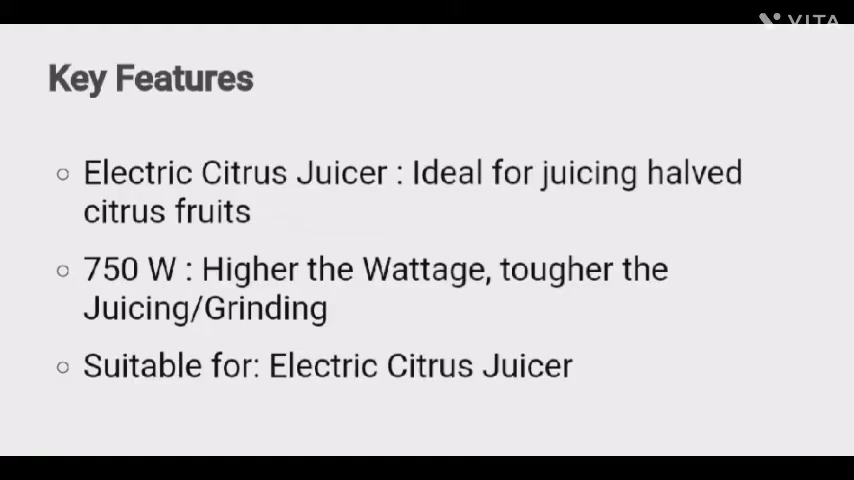 VITA
Key Features
Electric Citrus Juicer : Ideal for juicing halved
citrus fruits
750 W : Higher the Wattage, tougher the
Juicing/Grinding
Suitable for: Electric Citrus Juicer